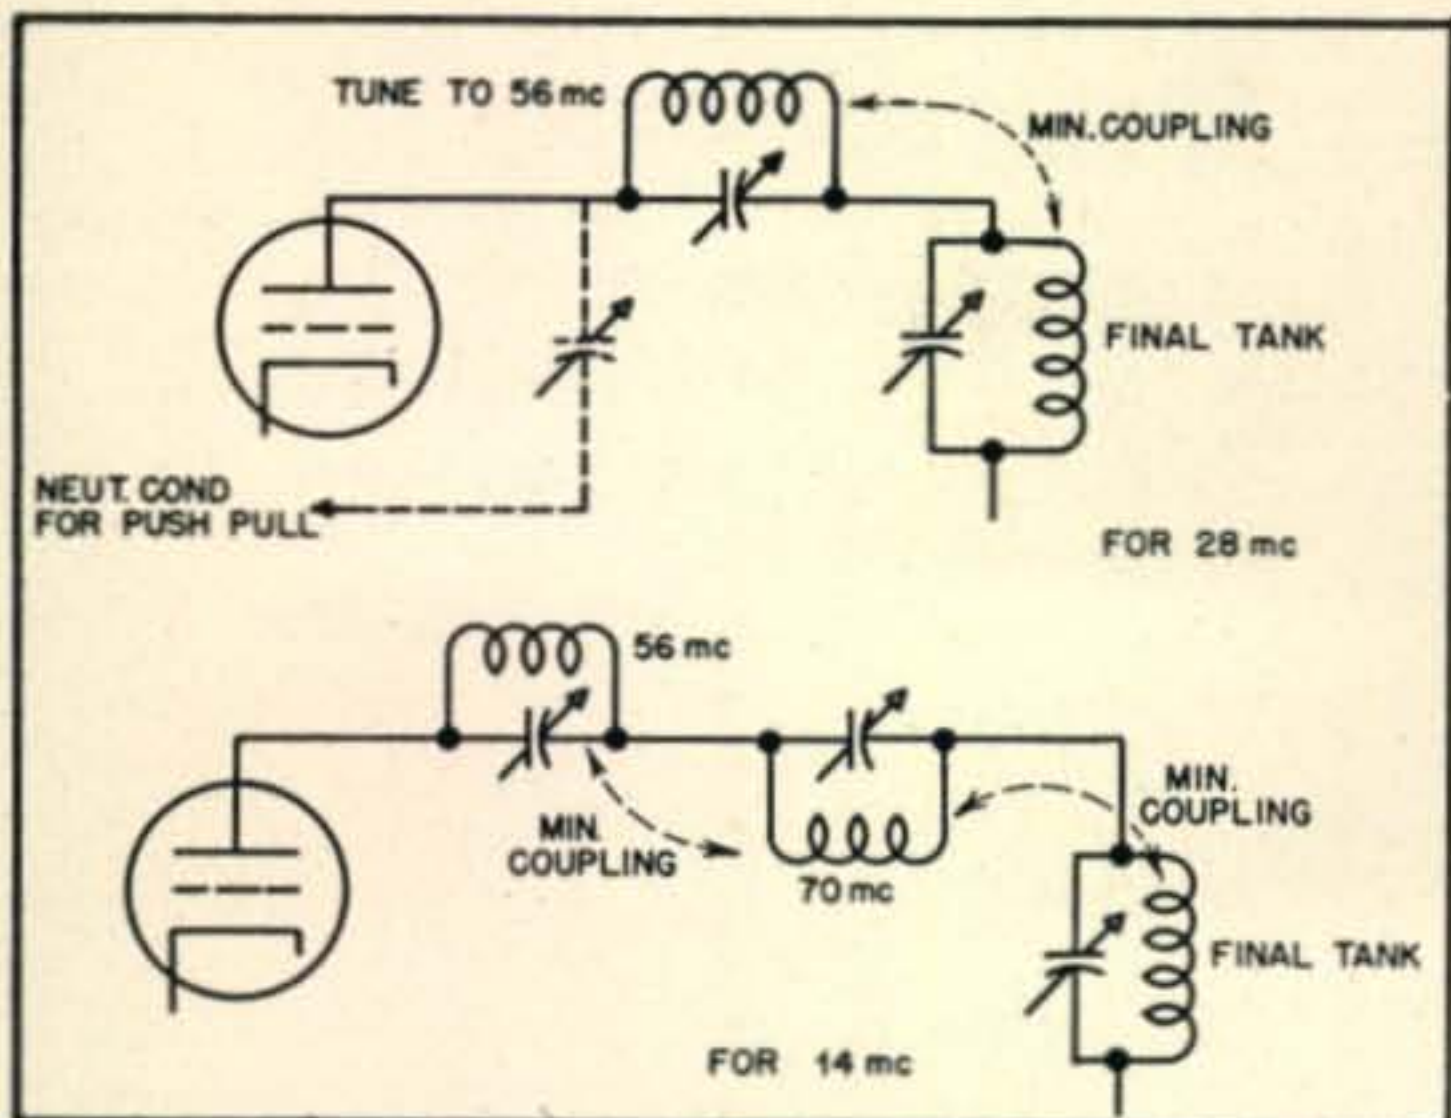 TUNE TO 56 mc
MIN. COUPLING
FINAL TANK
NEUT. COND
FOR PUSH PULL
FOR 28 mc
56 mc
MIN.
COUPLING
70 mc
MIN.
COUPLING
FINAL TANK
FOR 14 mc